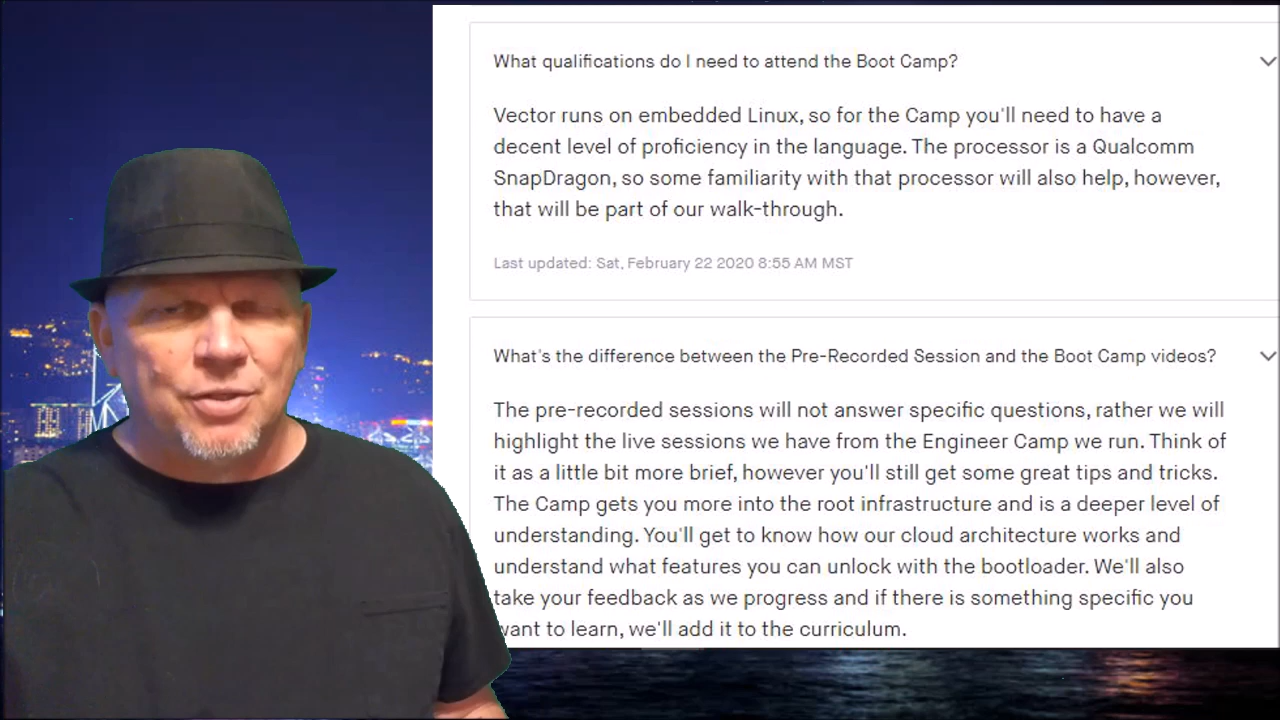 What qualifications do I need to attend the Boot Camp?
Vector runs on embedded Linux, so for the Camp you'll need to have a
decent level of proficiency in the language. The processor is a Qualcomm
SnapDragon, so some familiarity with that processor will also help, however,
that will be part of our walk-through.
Last updated: Sat, February 22 2020 8:55 AM MST
What's the difference between the Pre-Recorded Session and the Boot Camp videos?
The pre-recorded sessions will not answer specific questions, rather we will
highlight the live sessions we have from the Engineer Camp we run. Think of
it as a little bit more brief, however you'll still get some great tips and tricks.
The Camp gets you more into the root infrastructure and is a deeper level of
understanding. You'll get to know how our cloud architecture works and
understand what features you can unlock with the bootloader. We'll also
take your feedback as we progress and if there is something specific you
want to learn, we'll add it to the curriculum.